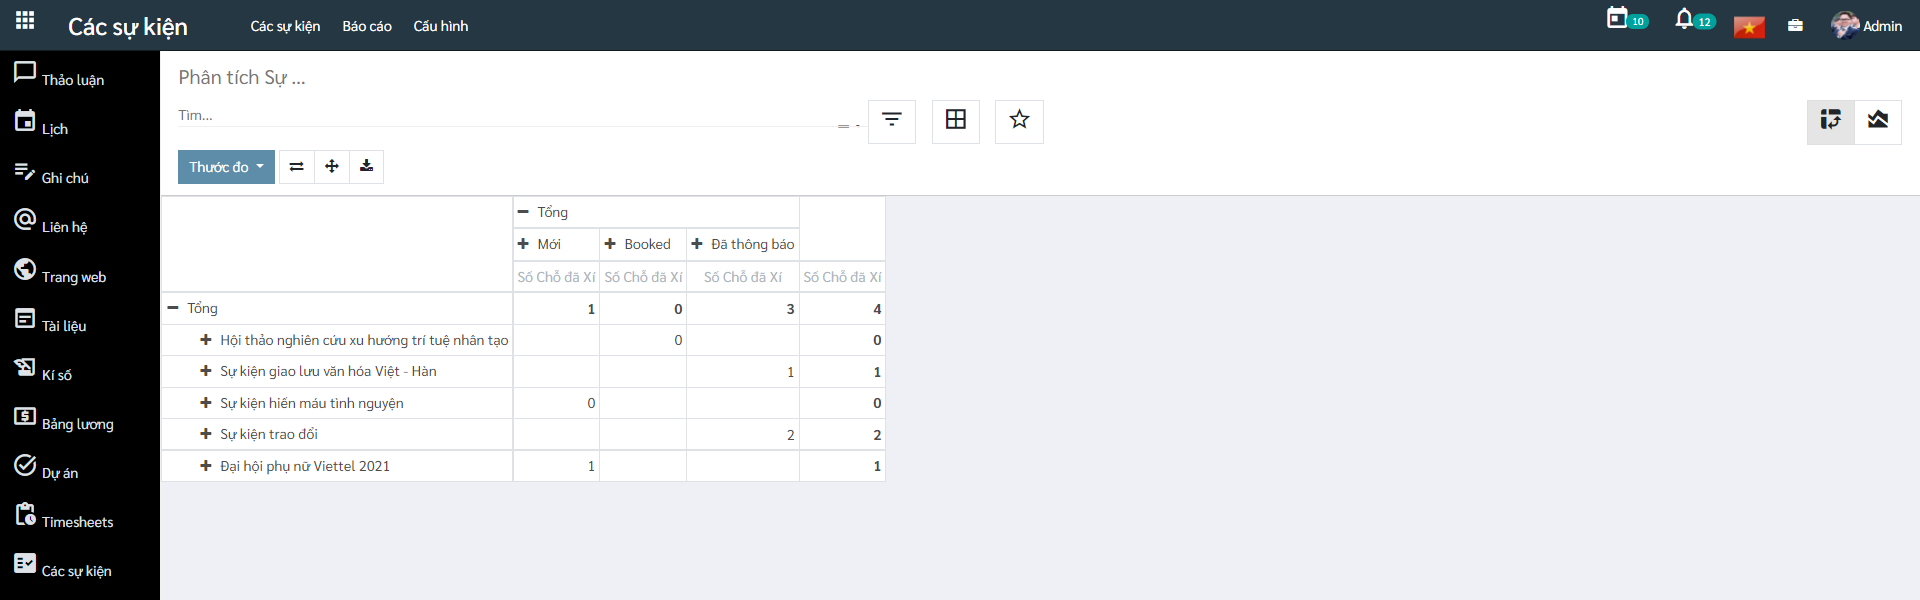 Các sự kiện Các sự kiện Báo cáo Cấu hình 10 12 Admin
Thảo luận
Lịch
Ghi chú
Liên hệ
Trang web
Tài liệu
Kí số
Bảng lương
Dự án
Timesheets
Các sự kiện
Phân tích Sự ...
Tìm...
Thước đo
Tổng
Mới Booked Đã thông báo
Số Chỗ đã Xí Số Chỗ đã Xí Số Chỗ đã Xí Số Chỗ đã Xí
Tổng 1 0 3 4
Hội thảo nghiên cứu xu hướng trí tuệ nhân tạo 0 0
Sự kiện giao lưu văn hóa Việt - Hàn 1 1
Sự kiện hiến máu tình nguyện 0 0
Sự kiện trao đổi 2 2
Đại hội phụ nữ Viettel 2021 1 1